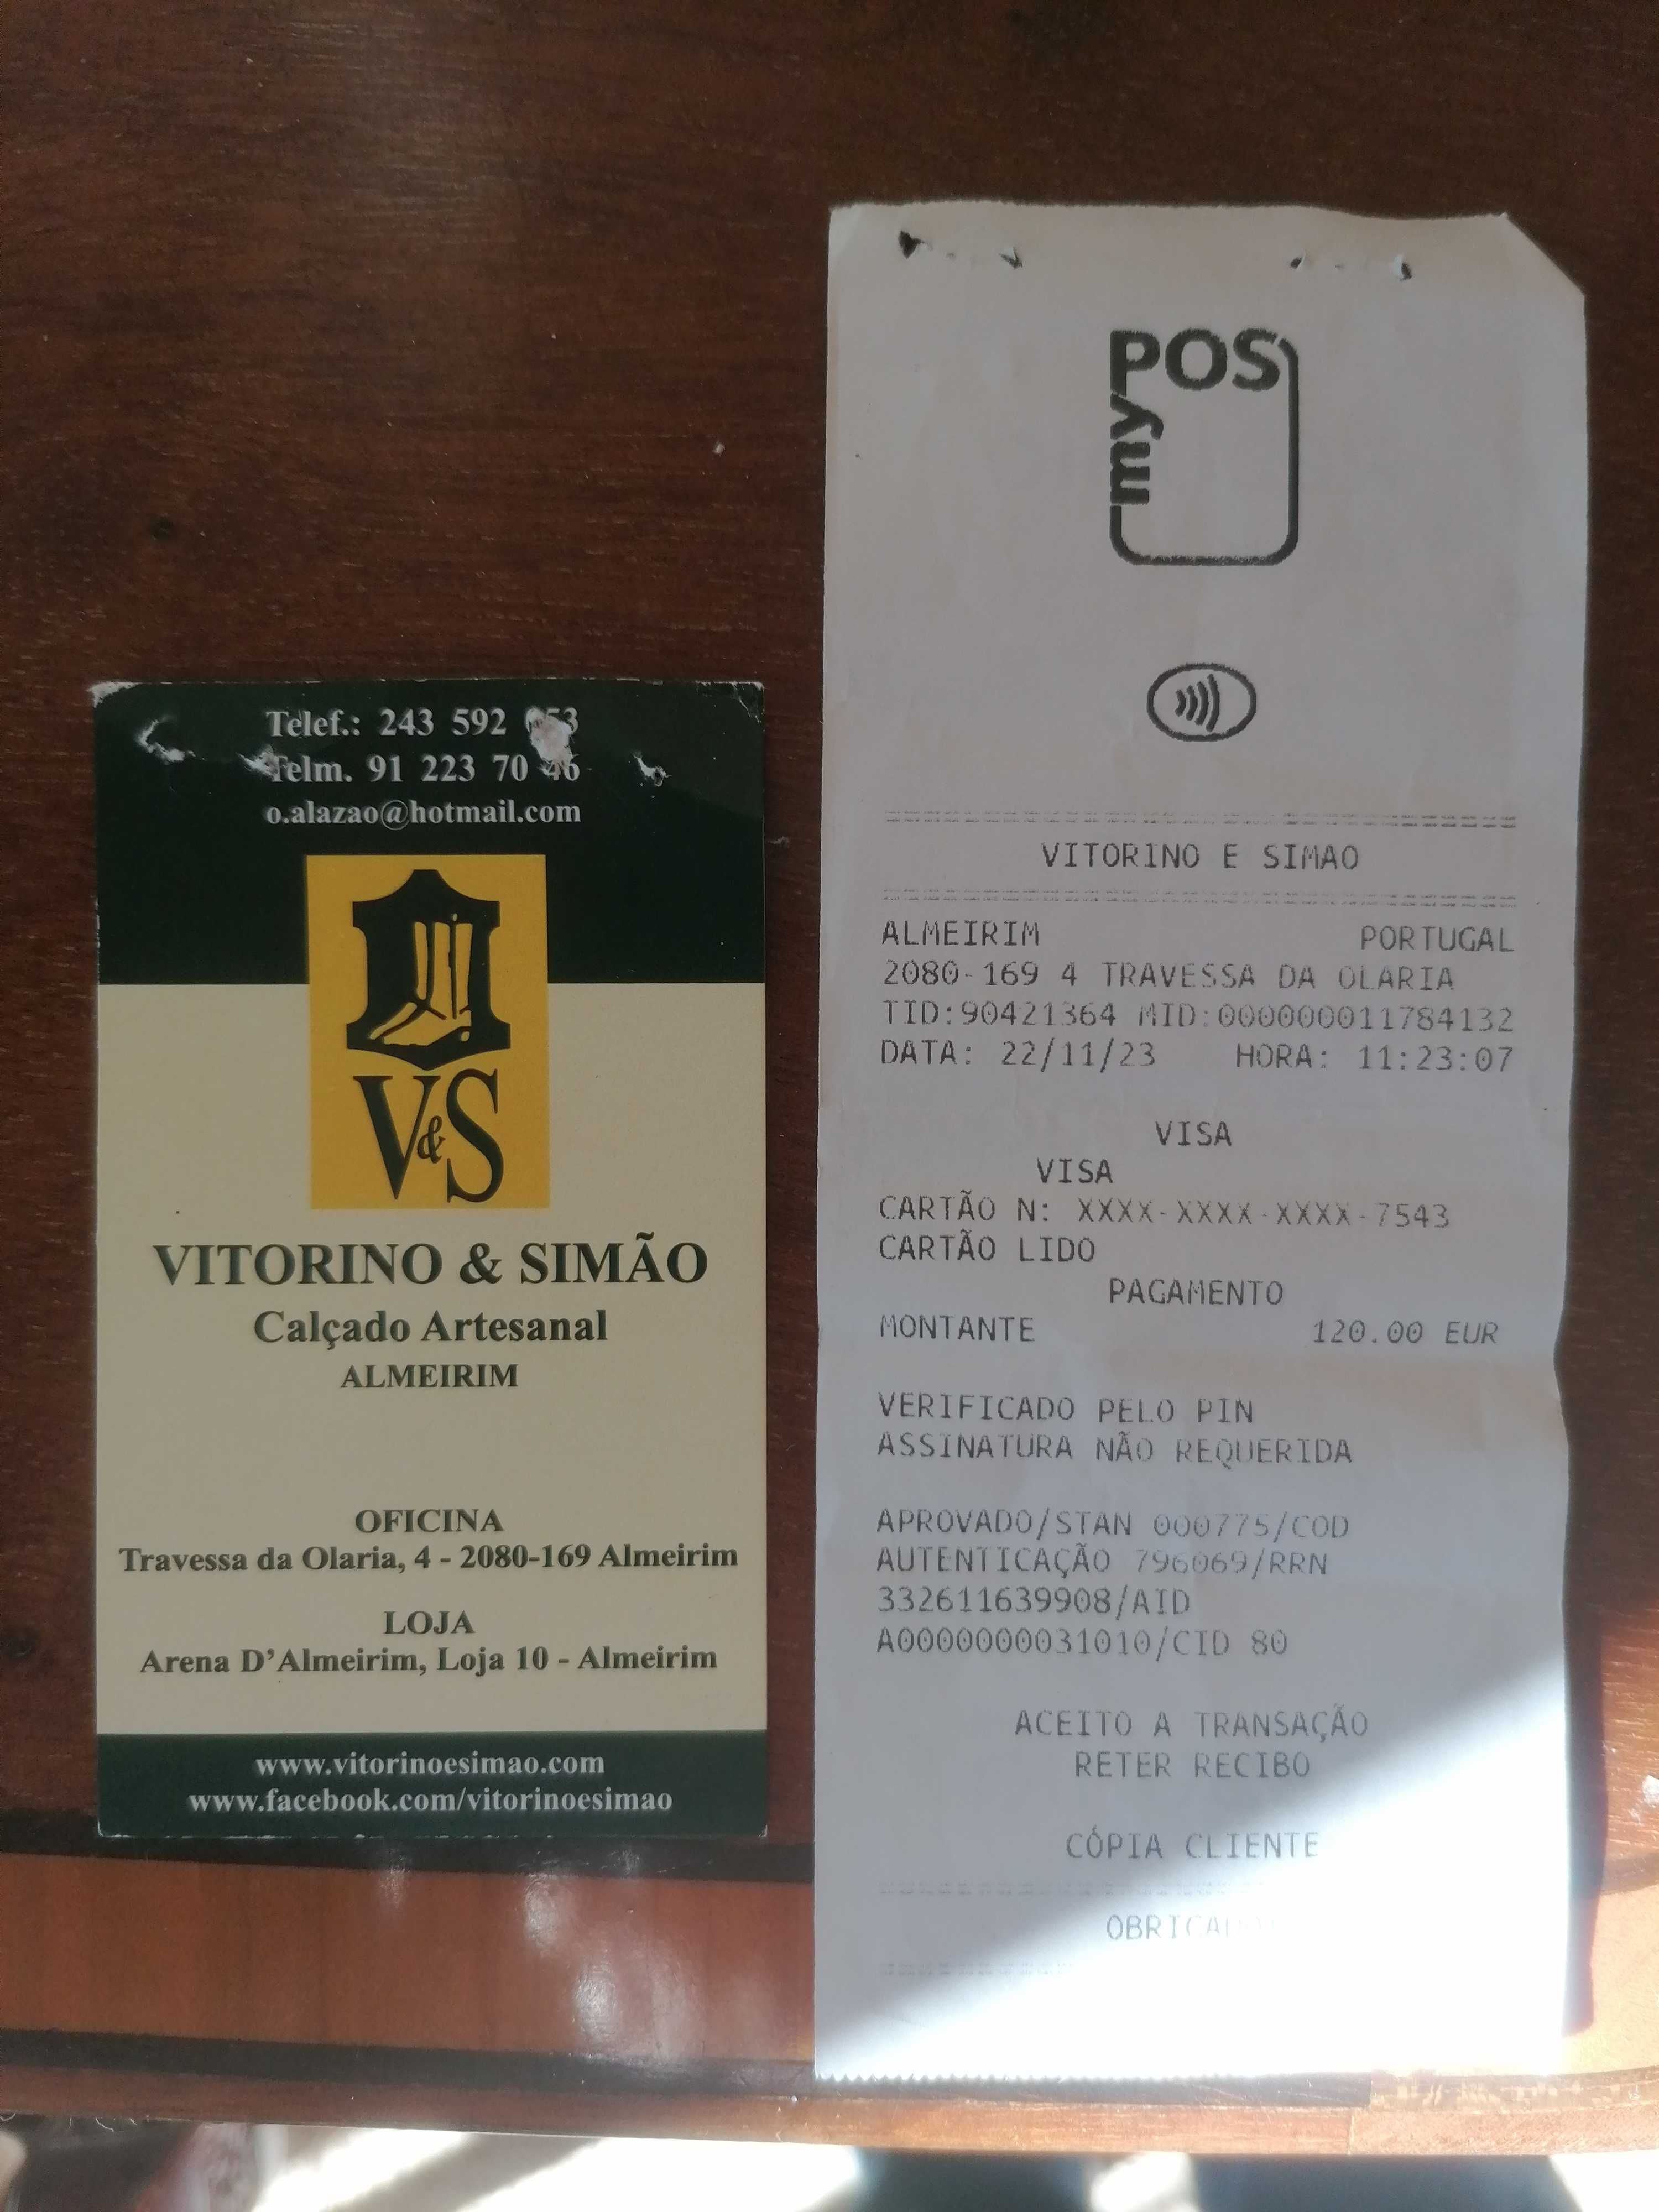 Telef.: 243 592
Telm. 91 223 70
o.alazao@hotmail.com
V&S
VITORINO & SIMÃO
Calçado Artesanal
ALMEIRIM
OFICINA
Travessa da Olaria, 4 - 2080-169 Almeirim
LOJA
Arena D'Almeirim, Loja 10 - Almeirim
www.vitorinoesimao.com
www.facebook.com/vitorinoesimao
myPOS
VITORINO E SIMAO
ALMEIRIM PORTUGAL
2080-169 4 TRAVESSA DA OLARIA
TID:90421364 MID:000000011784132
DATA: 22/11/23 HORA: 11:23:07
VISA
VISA
CARTÃO N: XXXX-XXXX-XXXX-7543
CARTÃO LIDO
PAGAMENTO
MONTANTE 120.00 EUR
VERIFICADO PELO PIN
ASSINATURA NÃO REQUERIDA
APROVADO/STAN 000775/COD
AUTENTICAÇÃO 796069/RRN
332611639908/AID
A0000000031010/CID 80
ACEITO A TRANSAÇÃO
RETER RECIBO
CÓPIA CLIENTE